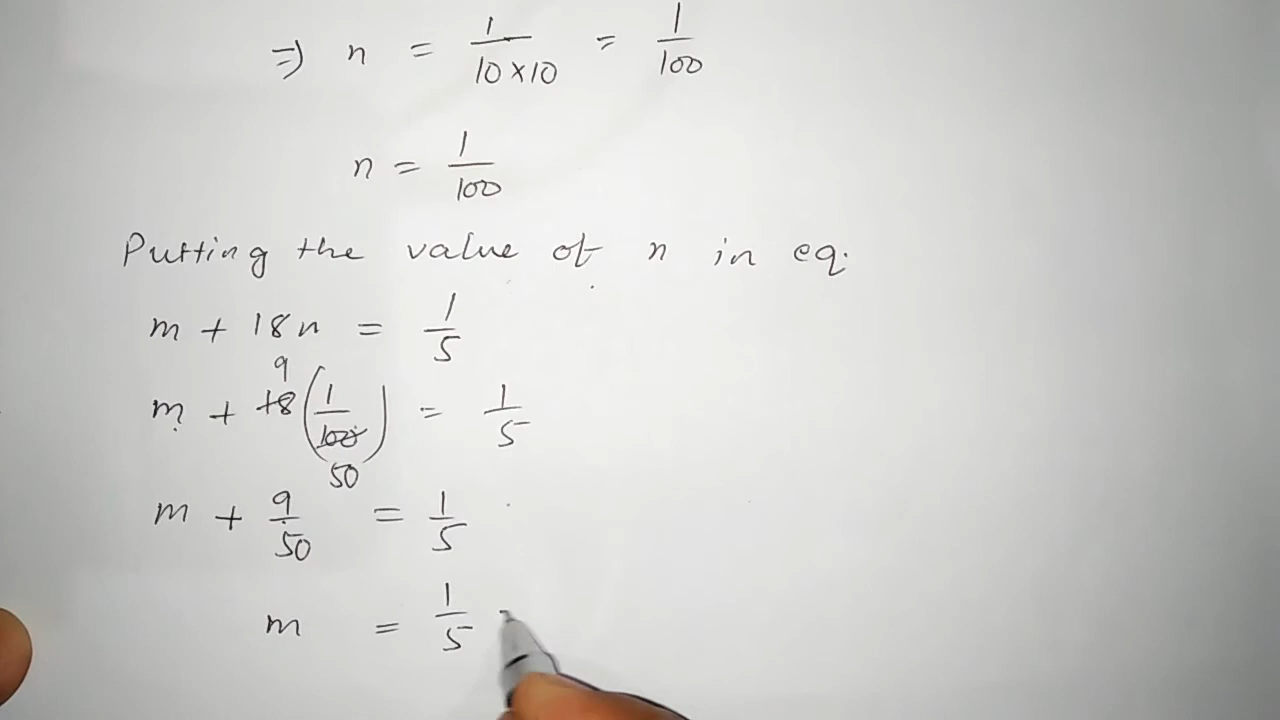 ⇒ n = 1/10×10 = 1/100
n = 1/100
Putting the value of n in eq.
m + 18n = 1/5
m + 18 9 (1/100 50) = 1/5
m + 9/50 = 1/5
m = 1/5 -